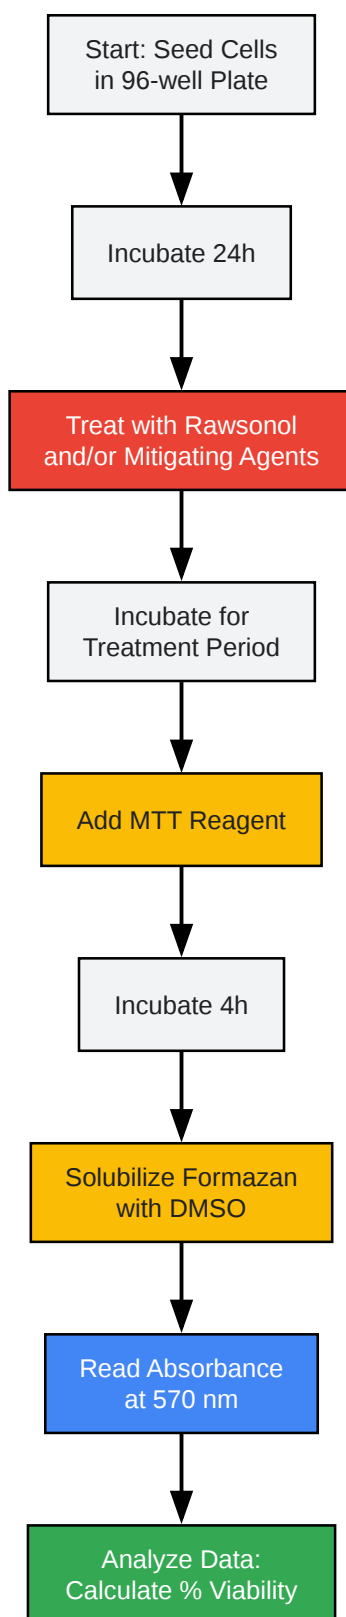 Start: Seed Cells
in 96-well Plate
Incubate 24h
Treat with Rawsonol
and/or Mitigating Agents
Incubate for
Treatment Period
Add MTT Reagent
Incubate 4h
Solubilize Formazan
with DMSO
Read Absorbance
at 570 nm
Analyze Data:
Calculate % Viability